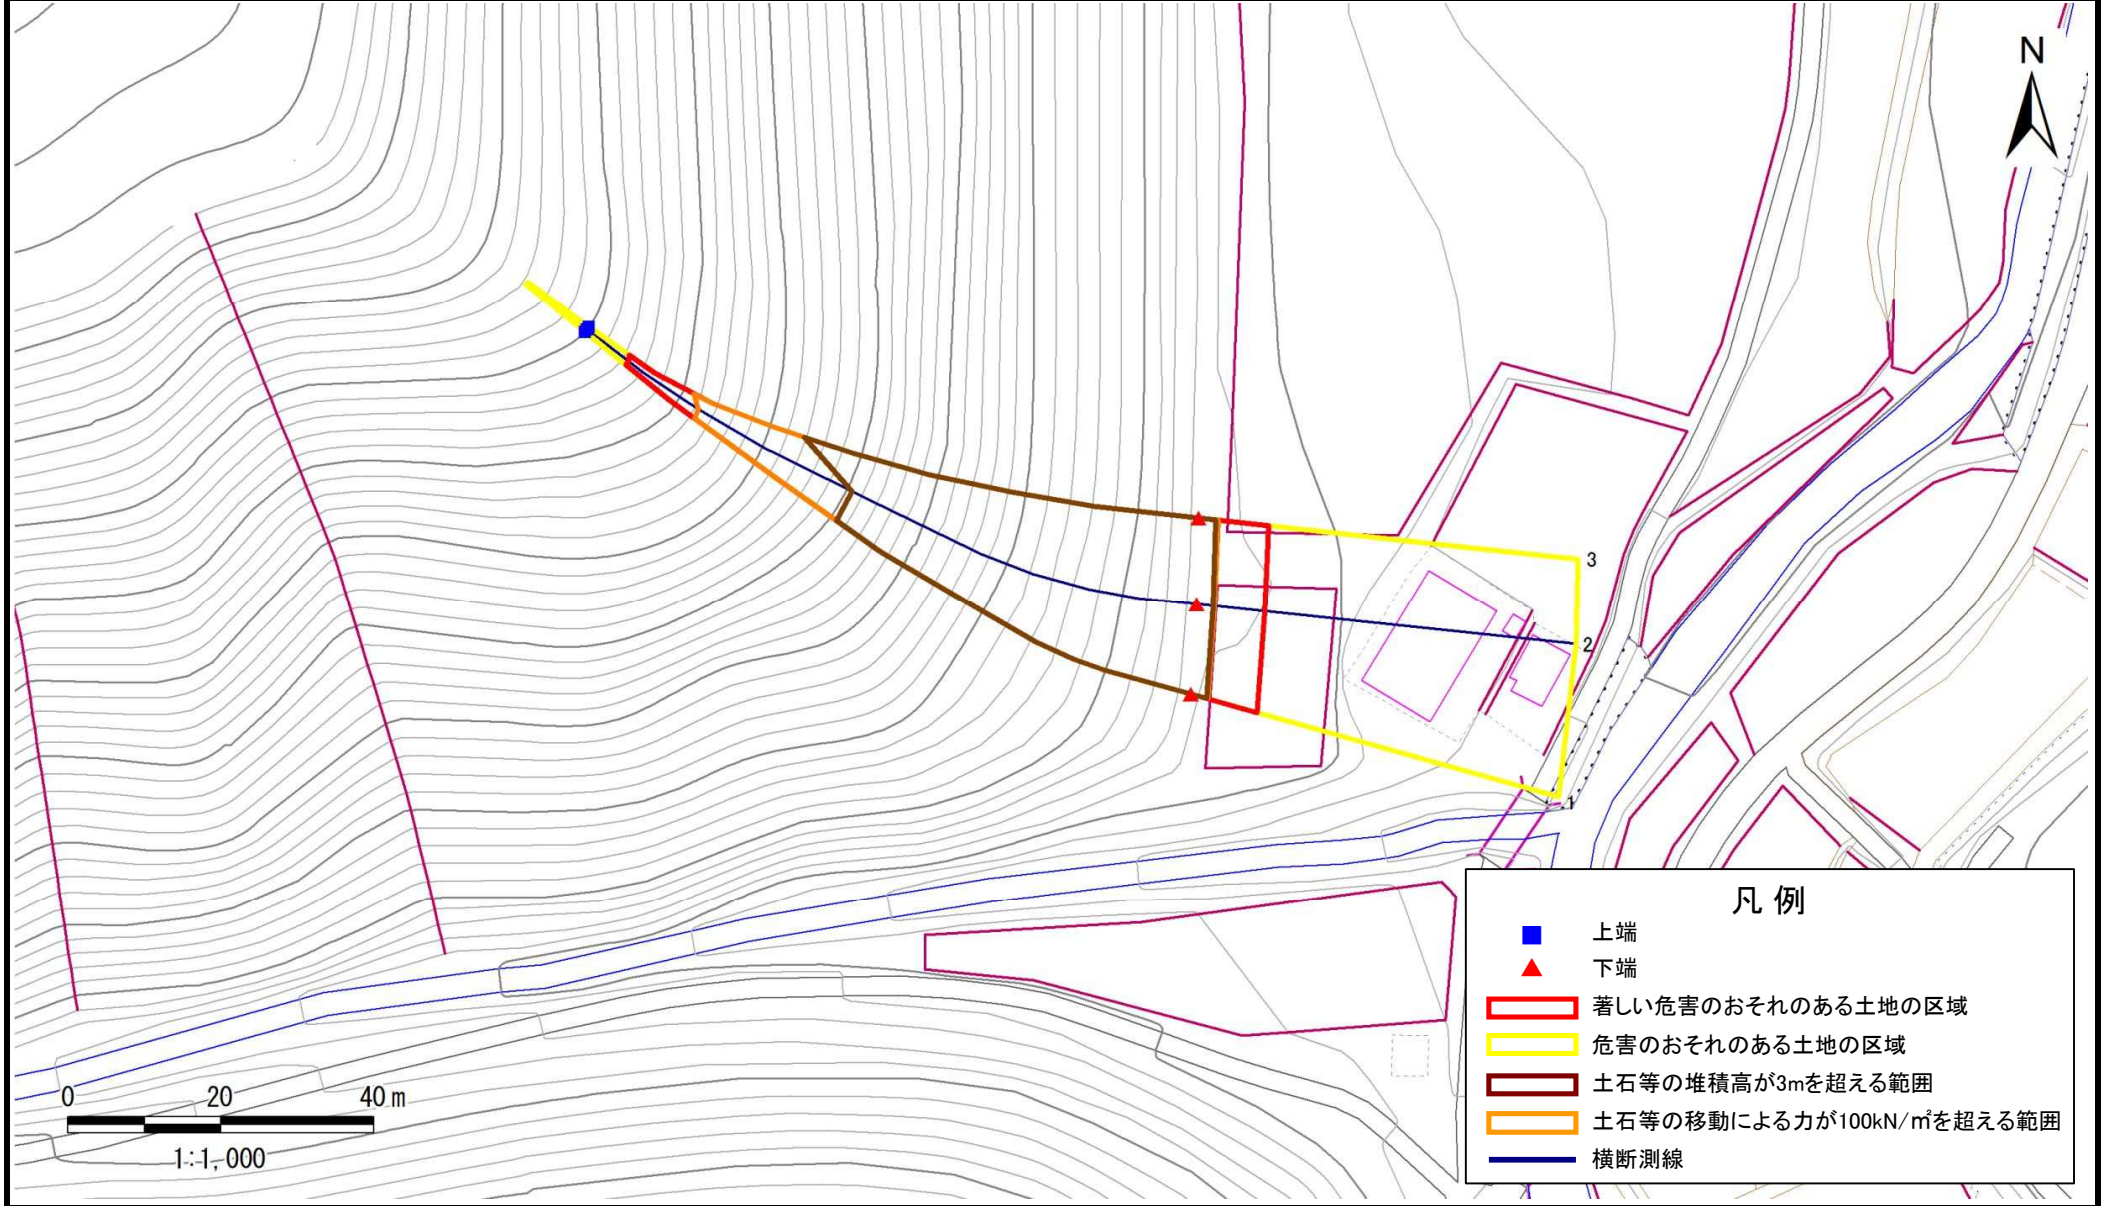 N
3
2
1
0 20 40 m
1:1,000
凡 例
上端
下端
著しい危害のおそれのある土地の区域
危害のおそれのある土地の区域
土石等の堆積高が3mを超える範囲
土石等の移動による力が100kN/㎡を超える範囲
横断測線